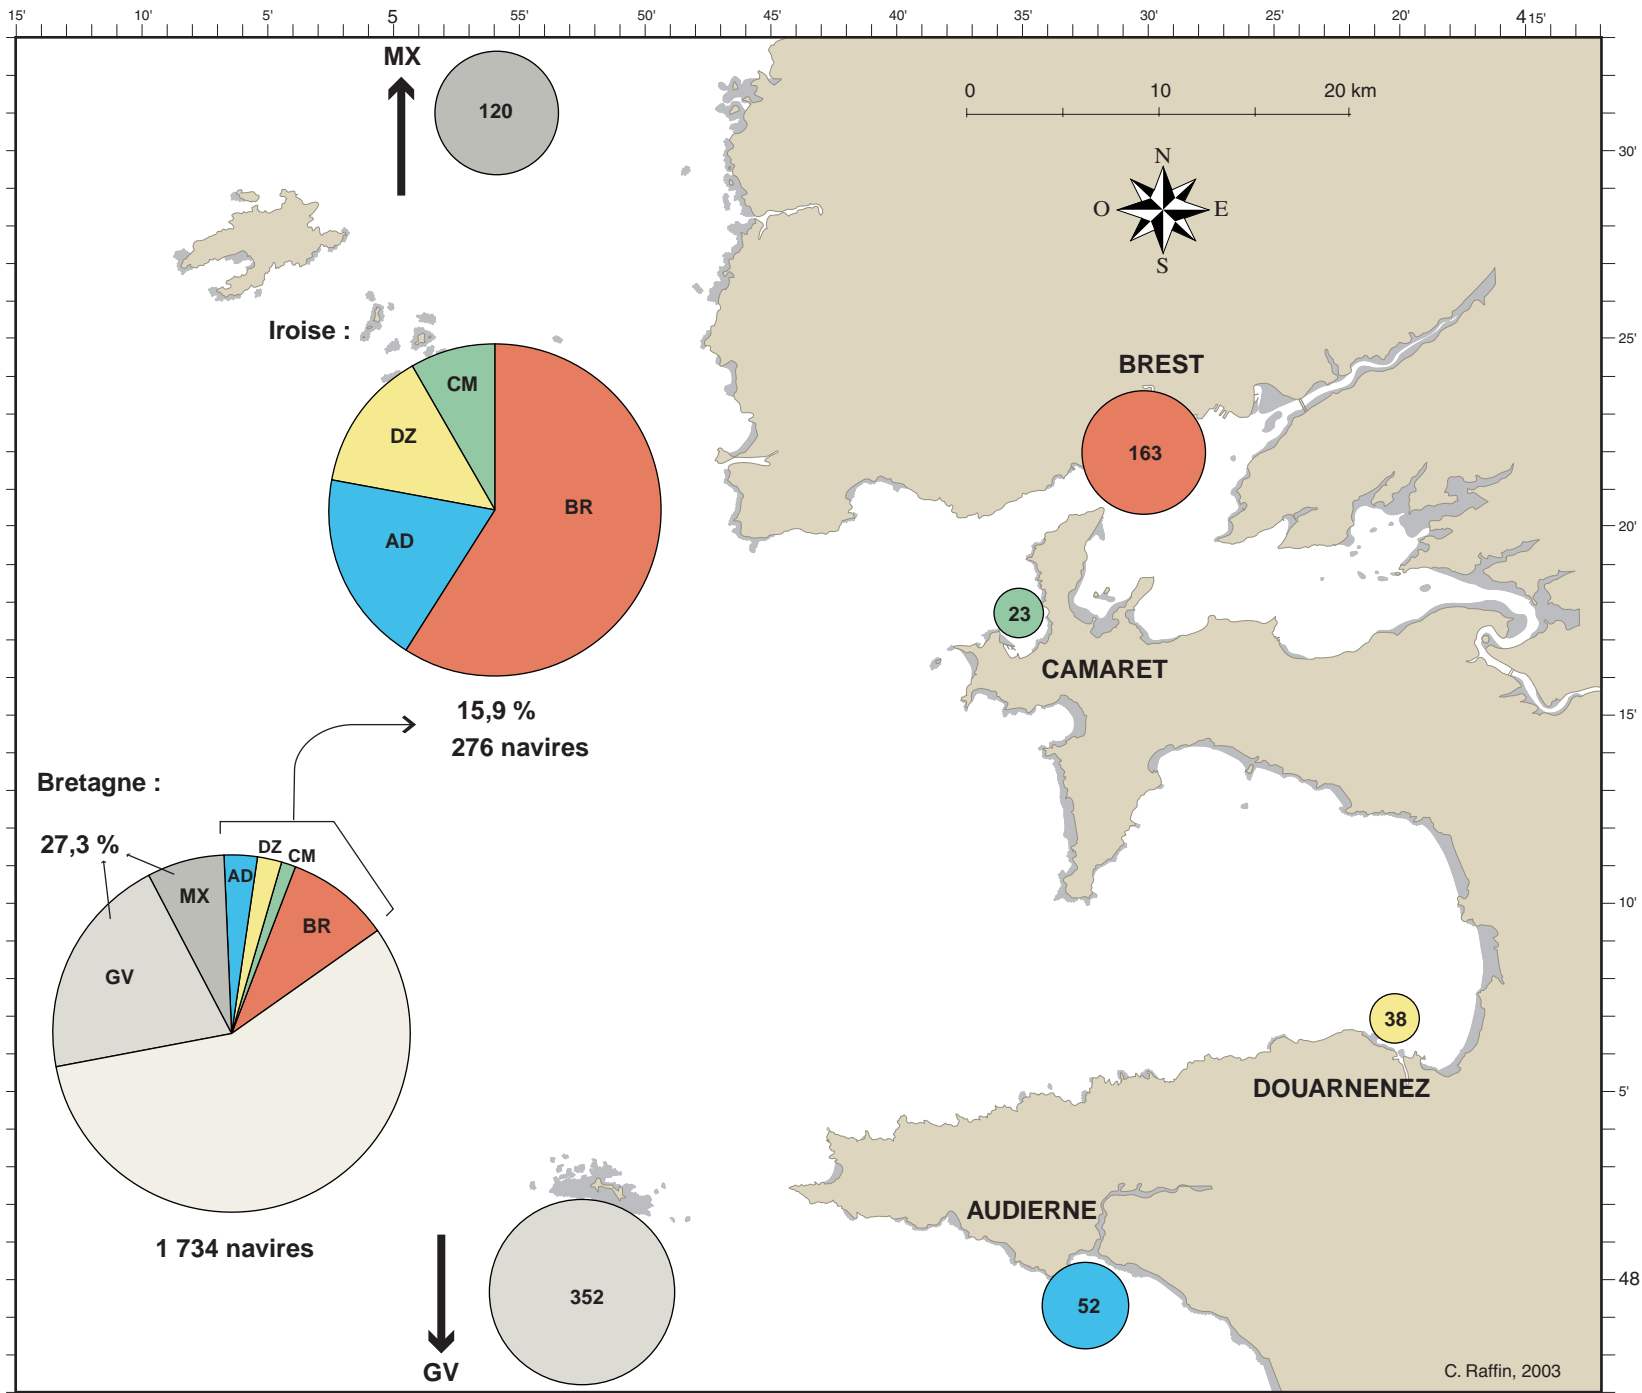 15' 10' 5' 5 55' 50' 45' 40' 35' 30' 25' 20' 4 15'
MX
120
0 10 20 km
N
O E
S
30'
Iroise :
25'
CM
BREST
DZ
163
BR
20'
AD
23
CAMARET
15,9 %
15'
276 navires
Bretagne :
27,3 %
DZ CM
AD
MX
10'
BR
GV
38
DOUARNENEZ
5'
AUDIERNE
1 734 navires
48
352
52
GV
C. Raffin, 2003